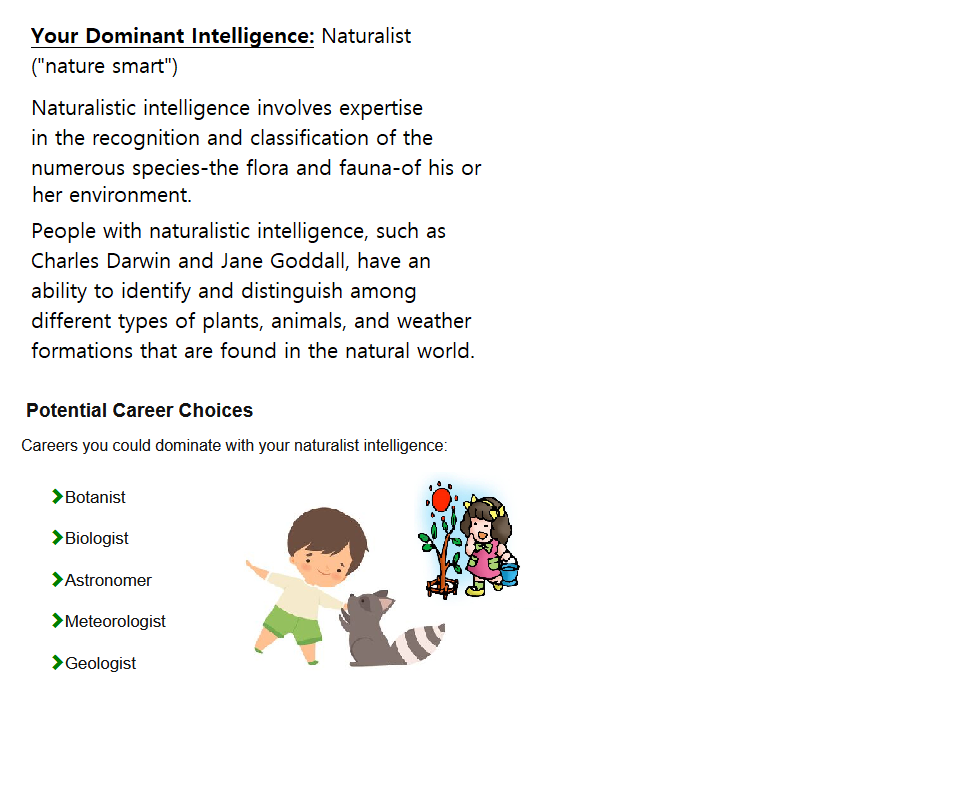 Your Dominant Intelligence: Naturalist
("nature smart")
Naturalistic intelligence involves expertise
in the recognition and classification of the
numerous species-the flora and fauna-of his or
her environment.
People with naturalistic intelligence, such as
Charles Darwin and Jane Goddall, have an
ability to identify and distinguish among
different types of plants, animals, and weather
formations that are found in the natural world.
Potential Career Choices
Careers you could dominate with your naturalist intelligence:
Botanist
Biologist
Astronomer
Meteorologist
Geologist